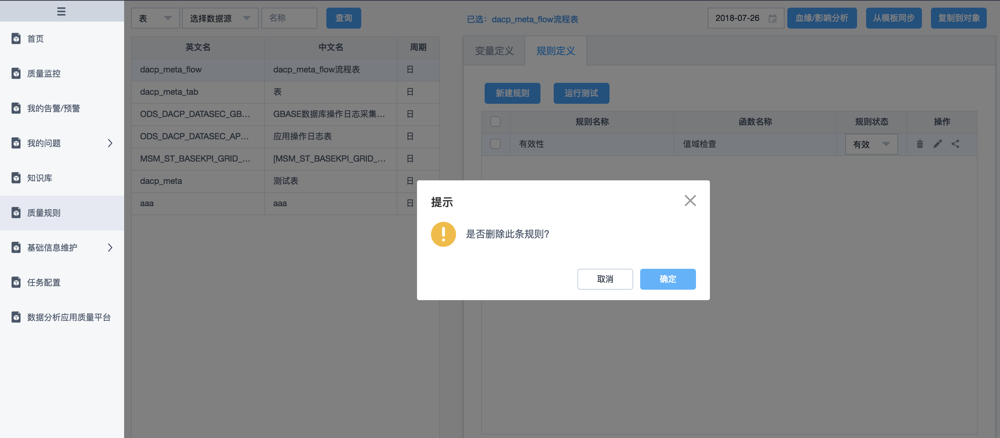 首页
质量监控
我的告警/预警
我的问题
知识库
质量规则
基础信息维护
任务配置
数据分析应用质量平台
表 选择数据源 名称 查询
英文名 中文名 周期
dacp_meta_flow dacp_meta_flow流程表 日
dacp_meta_tab 表 日
ODS_DACP_DATASEC_GB... GBASE数据库操作日志采集... 日
ODS_DACP_DATASEC_AP... 应用操作日志表 日
MSM_ST_BASEKPI_GRID_... [MSM_ST_BASEKPI_GRID_... 日
dacp_meta 测试表 日
aaa aaa 日
已选：dacp_meta_flow流程表 2018-07-26 血缘/影响分析 从模板同步 复制到对象
变量定义 规则定义
新建规则 运行测试
规则名称 函数名称 规则状态 操作
有效性 值域检查 有效
提示
是否删除此条规则?
取消 确定